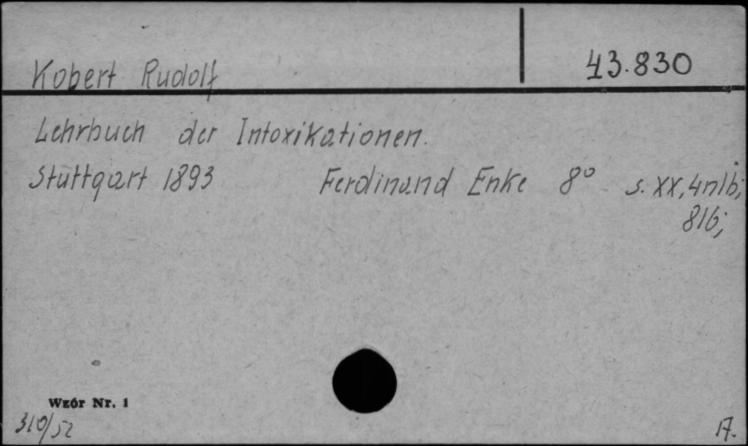 Kobert Rudolf
43.830
Lehrbuch der Intoxikationen.
Stuttgart 1893 Ferdinand Enke 8° s. XX, 4nlb;
816;
Wzór Nr. 1
310/52
A.